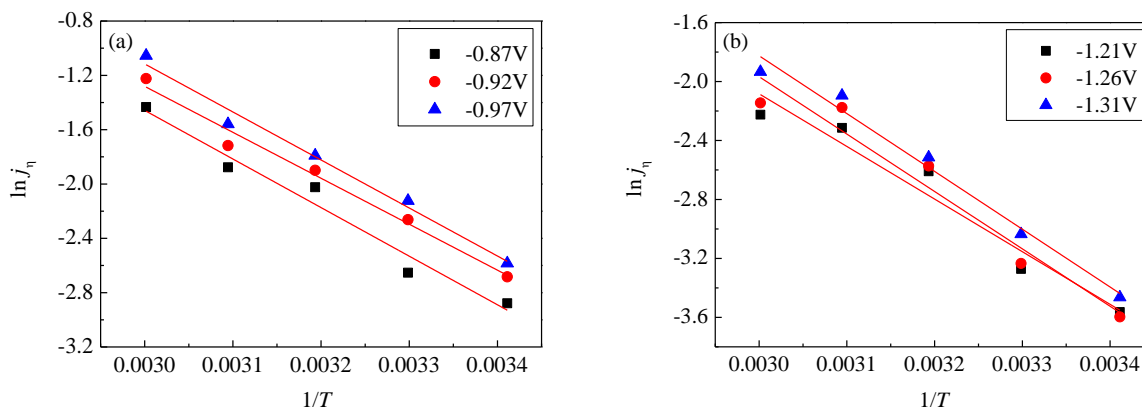 (a)
-0.87V
-0.92V
-0.97V
-0.8
-1.2
-1.6
-2.0
-2.4
-2.8
-3.2
ln j_η
0.0030 0.0031 0.0032 0.0033 0.0034
1/T
(b)
-1.21V
-1.26V
-1.31V
-1.6
-2.0
-2.4
-2.8
-3.2
-3.6
ln j_η
0.0030 0.0031 0.0032 0.0033 0.0034
1/T